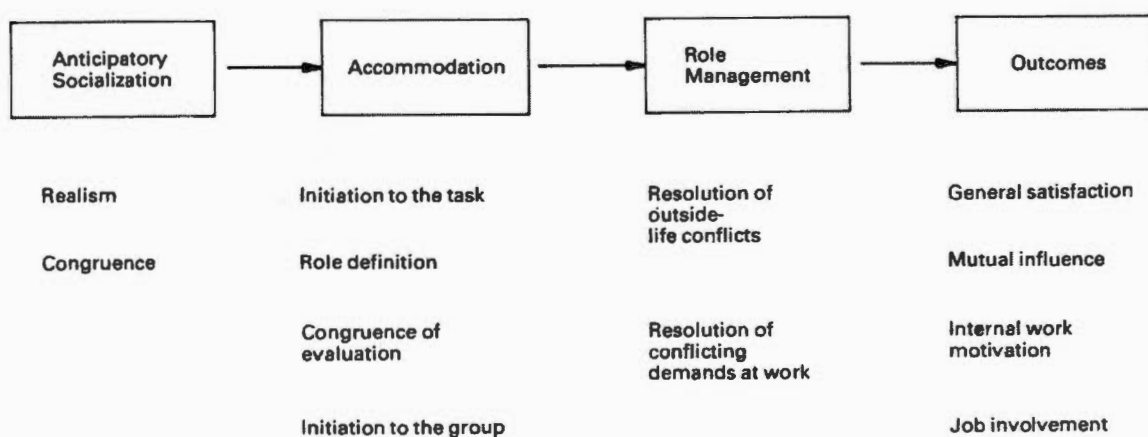 Anticipatory
Socialization
Accommodation
Role
Management
Outcomes
Realism
Congruence
Initiation to the task
Role definition
Congruence of
evaluation
Initiation to the group
Resolution of
outside-
life conflicts
Resolution of
conflicting
demands at work
General satisfaction
Mutual influence
Internal work
motivation
Job involvement